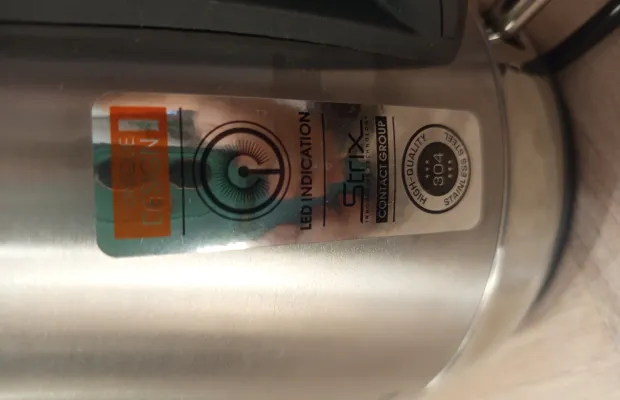 LED INDICATION
Strix
CONTACT GROUP
HIGH-QUALITY
304
STAINLESS STEEL